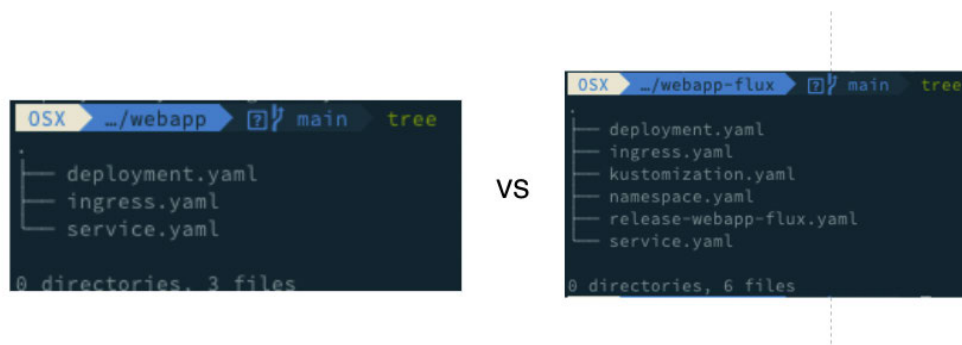 OSX …/webapp ? main tree
.
├── deployment.yaml
├── ingress.yaml
└── service.yaml
0 directories, 3 files
vs
OSX …/webapp-flux ? main tree
.
├── deployment.yaml
├── ingress.yaml
├── kustomization.yaml
├── namespace.yaml
├── release-webapp-flux.yaml
└── service.yaml
0 directories, 6 files